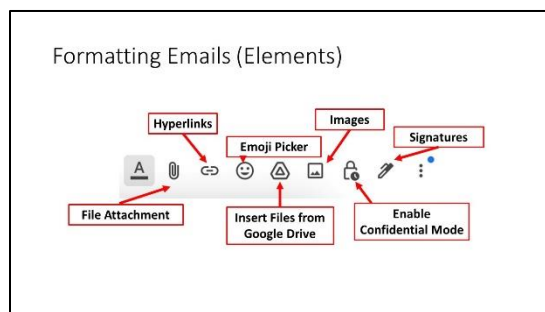 Formatting Emails (Elements)
Images
Hyperlinks
Signatures
Emoji Picker
A
File Attachment
Insert Files from
Google Drive
Enable
Confidential Mode